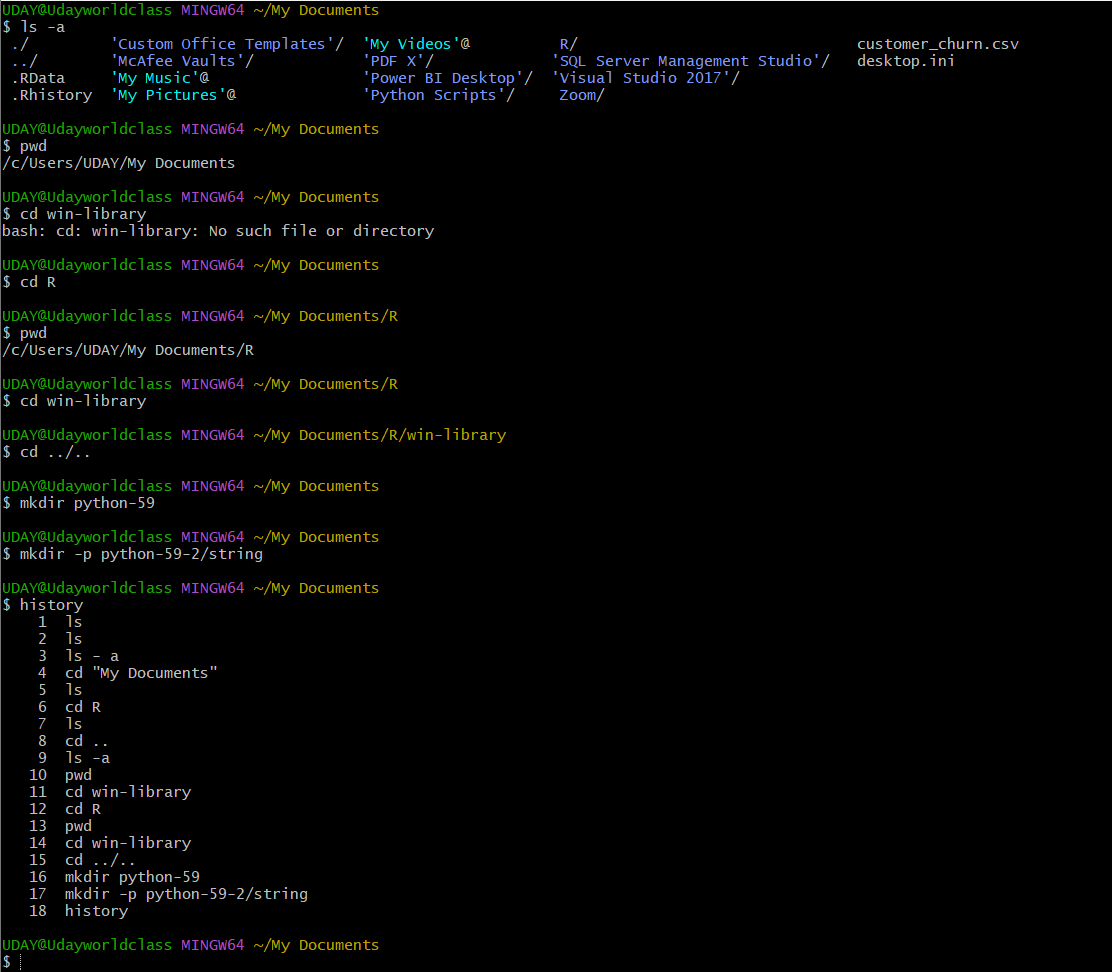 UDAY@Udayworldclass MINGW64 ~/My Documents
$ ls -a
./ 'Custom Office Templates'/ 'My Videos'@ R/ customer_churn.csv
../ 'McAfee Vaults'/ 'PDF X'/ 'SQL Server Management Studio'/ desktop.ini
.RData 'My Music'@ 'Power BI Desktop'/ 'Visual Studio 2017'/
.Rhistory 'My Pictures'@ 'Python Scripts'/ Zoom/
UDAY@Udayworldclass MINGW64 ~/My Documents
$ pwd
/c/Users/UDAY/My Documents
UDAY@Udayworldclass MINGW64 ~/My Documents
$ cd win-library
bash: cd: win-library: No such file or directory
UDAY@Udayworldclass MINGW64 ~/My Documents
$ cd R
UDAY@Udayworldclass MINGW64 ~/My Documents/R
$ pwd
/c/Users/UDAY/My Documents/R
UDAY@Udayworldclass MINGW64 ~/My Documents/R
$ cd win-library
UDAY@Udayworldclass MINGW64 ~/My Documents/R/win-library
$ cd ../..
UDAY@Udayworldclass MINGW64 ~/My Documents
$ mkdir python-59
UDAY@Udayworldclass MINGW64 ~/My Documents
$ mkdir -p python-59-2/string
UDAY@Udayworldclass MINGW64 ~/My Documents
$ history
1 ls
2 ls
3 ls - a
4 cd "My Documents"
5 ls
6 cd R
7 ls
8 cd ..
9 ls -a
10 pwd
11 cd win-library
12 cd R
13 pwd
14 cd win-library
15 cd ../..
16 mkdir python-59
17 mkdir -p python-59-2/string
18 history
UDAY@Udayworldclass MINGW64 ~/My Documents
$